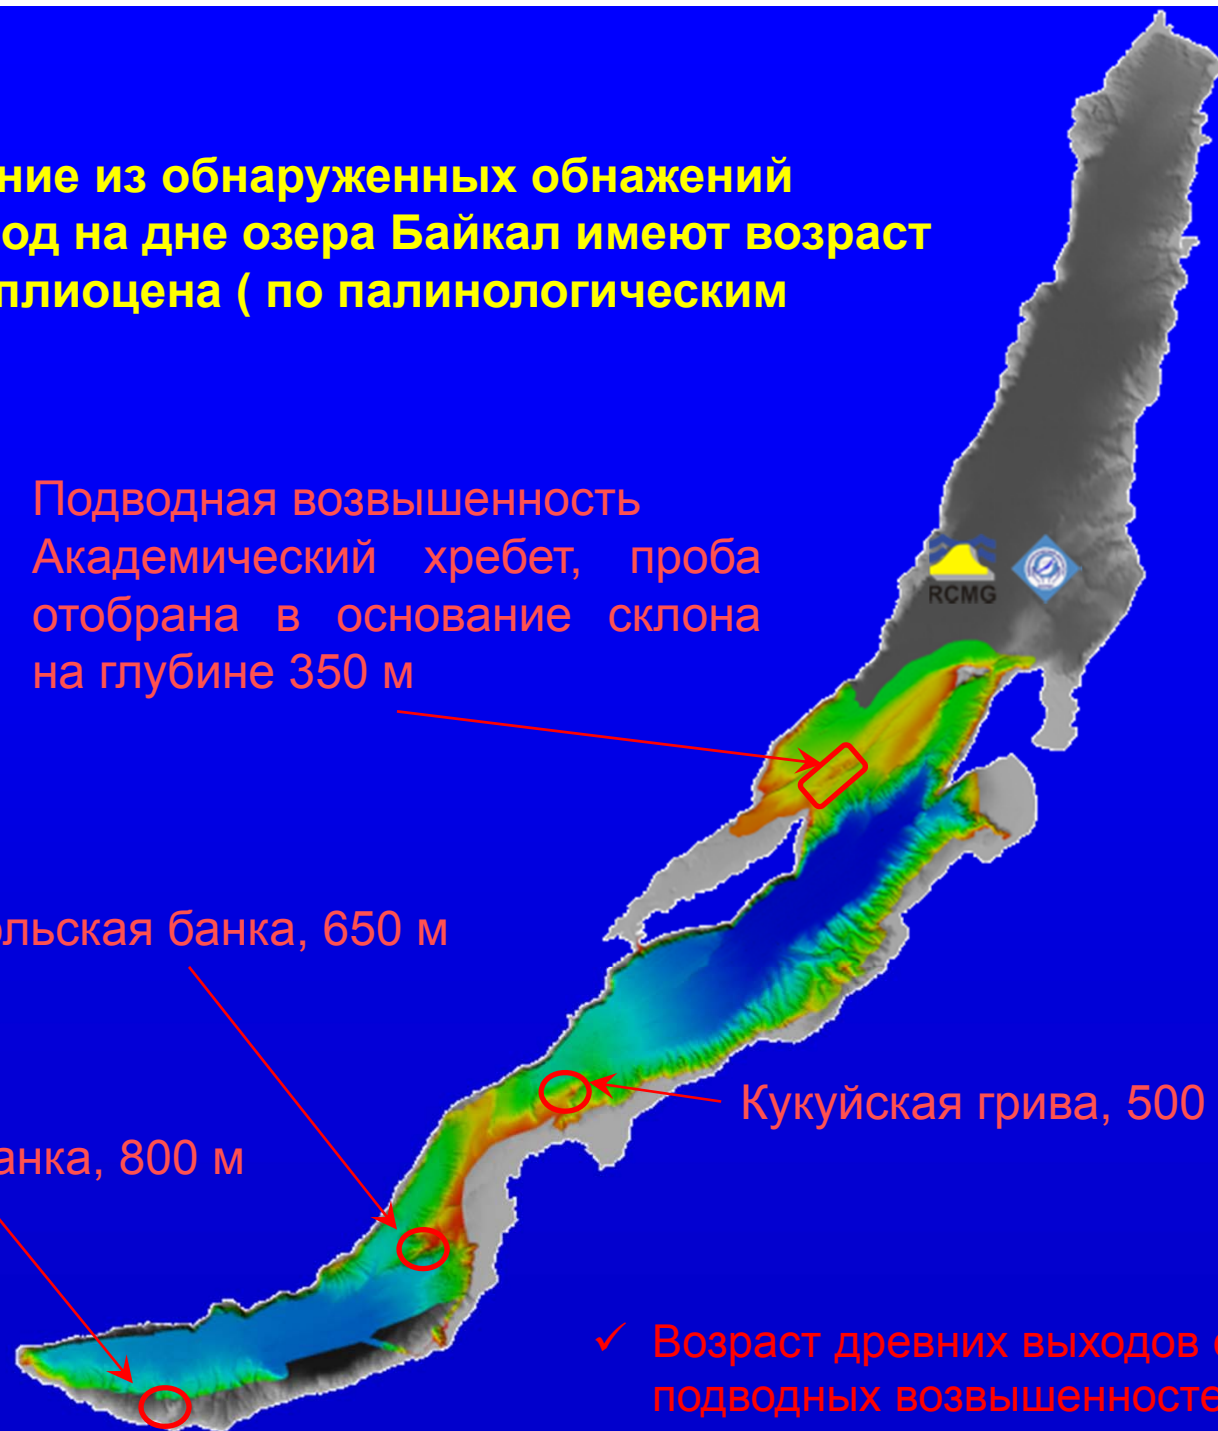 ние из обнаруженных обнажений
од на дне озера Байкал имеют возраст
плиоцена ( по палинологическим
Подводная возвышенность
Академический хребет, проба
отобрана в основание склона
на глубине 350 м
RCMG
ольская банка, 650 м
Кукуйская грива, 500
анка, 800 м
✓ Возраст древних выходов
подводных возвышенносте